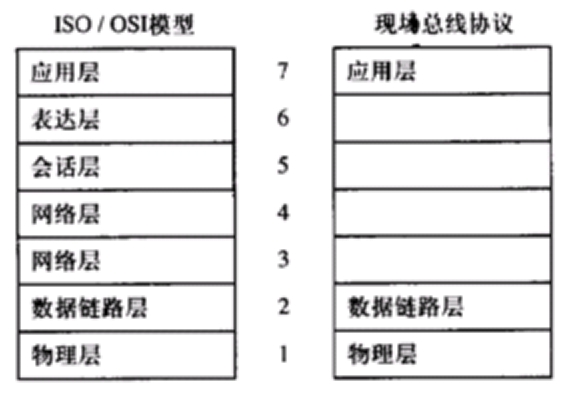 ISO / OSI模型 现场总线协议
应用层 7 应用层
表达层 6
会话层 5
网络层 4
网络层 3
数据链路层 2 数据链路层
物理层 1 物理层